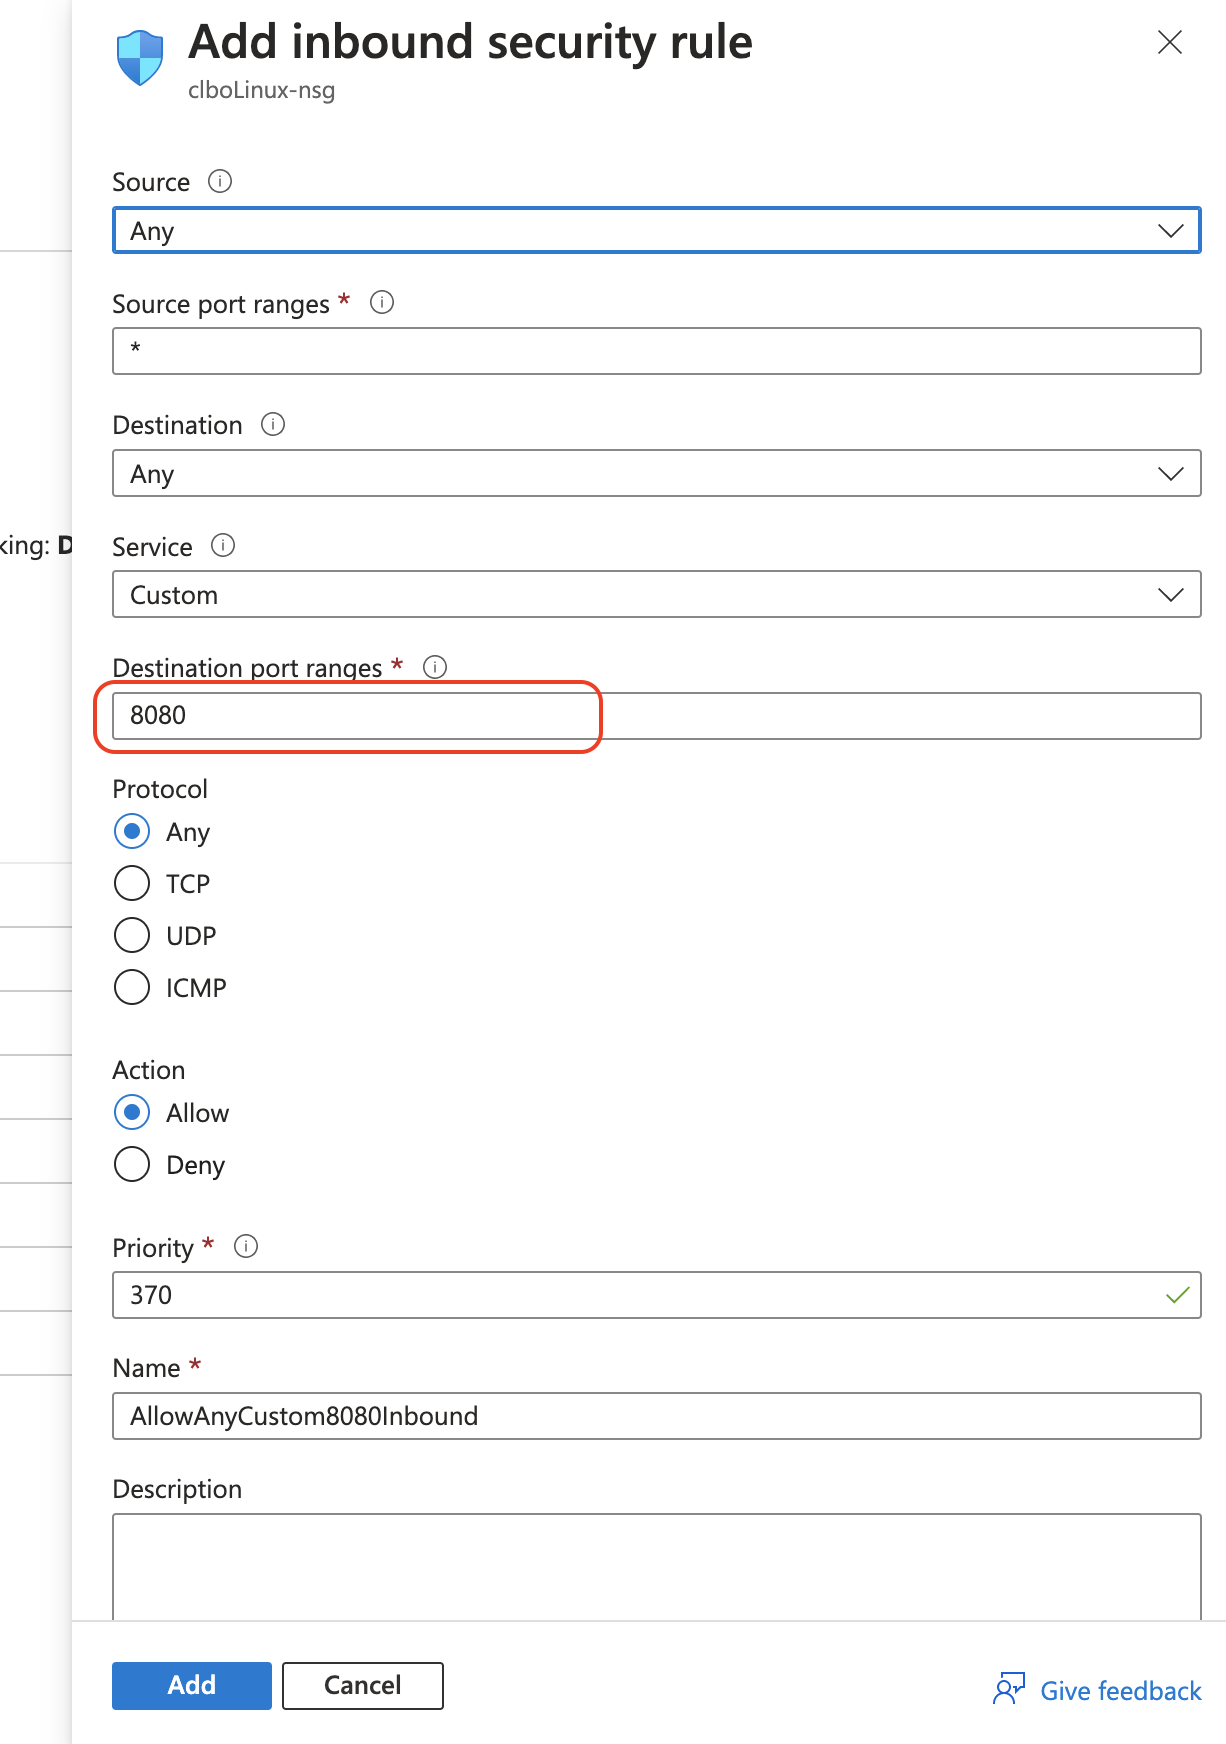 Add inbound security rule
clboLinux-nsg
Source
Any
Source port ranges *
*
Destination
Any
king: D
Service
Custom
Destination port ranges *
8080
Protocol
Any
TCP
UDP
ICMP
Action
Allow
Deny
Priority *
370
Name *
AllowAnyCustom8080Inbound
Description
Add
Cancel
Give feedback